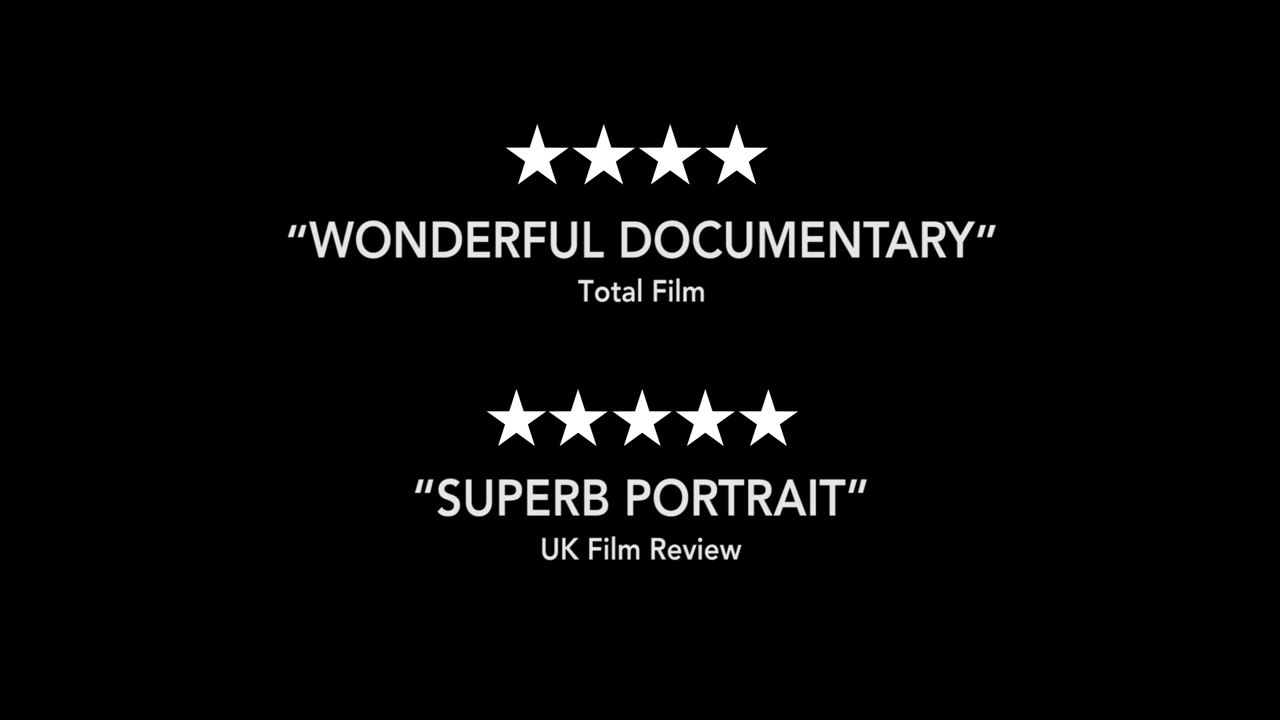 “WONDERFUL DOCUMENTARY”
Total Film
“SUPERB PORTRAIT”
UK Film Review